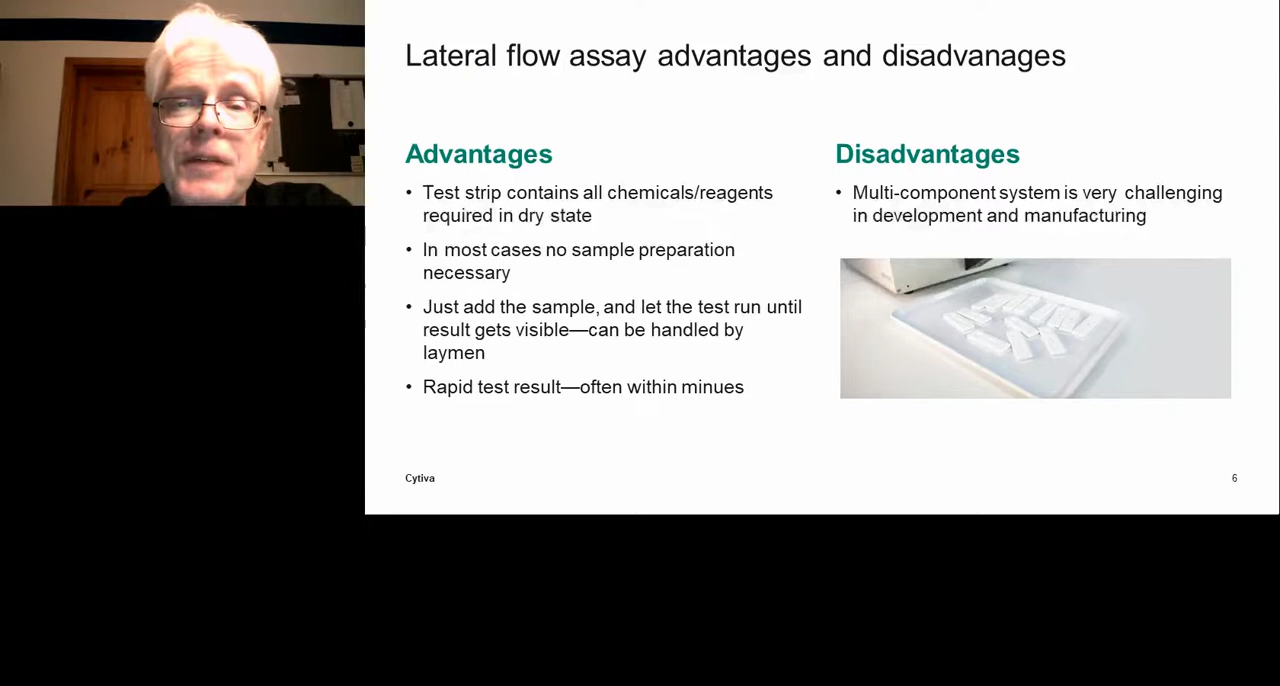 Lateral flow assay advantages and disadvanages
Advantages
• Test strip contains all chemicals/reagents
required in dry state
• In most cases no sample preparation
necessary
• Just add the sample, and let the test run until
result gets visible—can be handled by
laymen
• Rapid test result—often within minues
Disadvantages
• Multi-component system is very challenging
in development and manufacturing
Cytiva
6